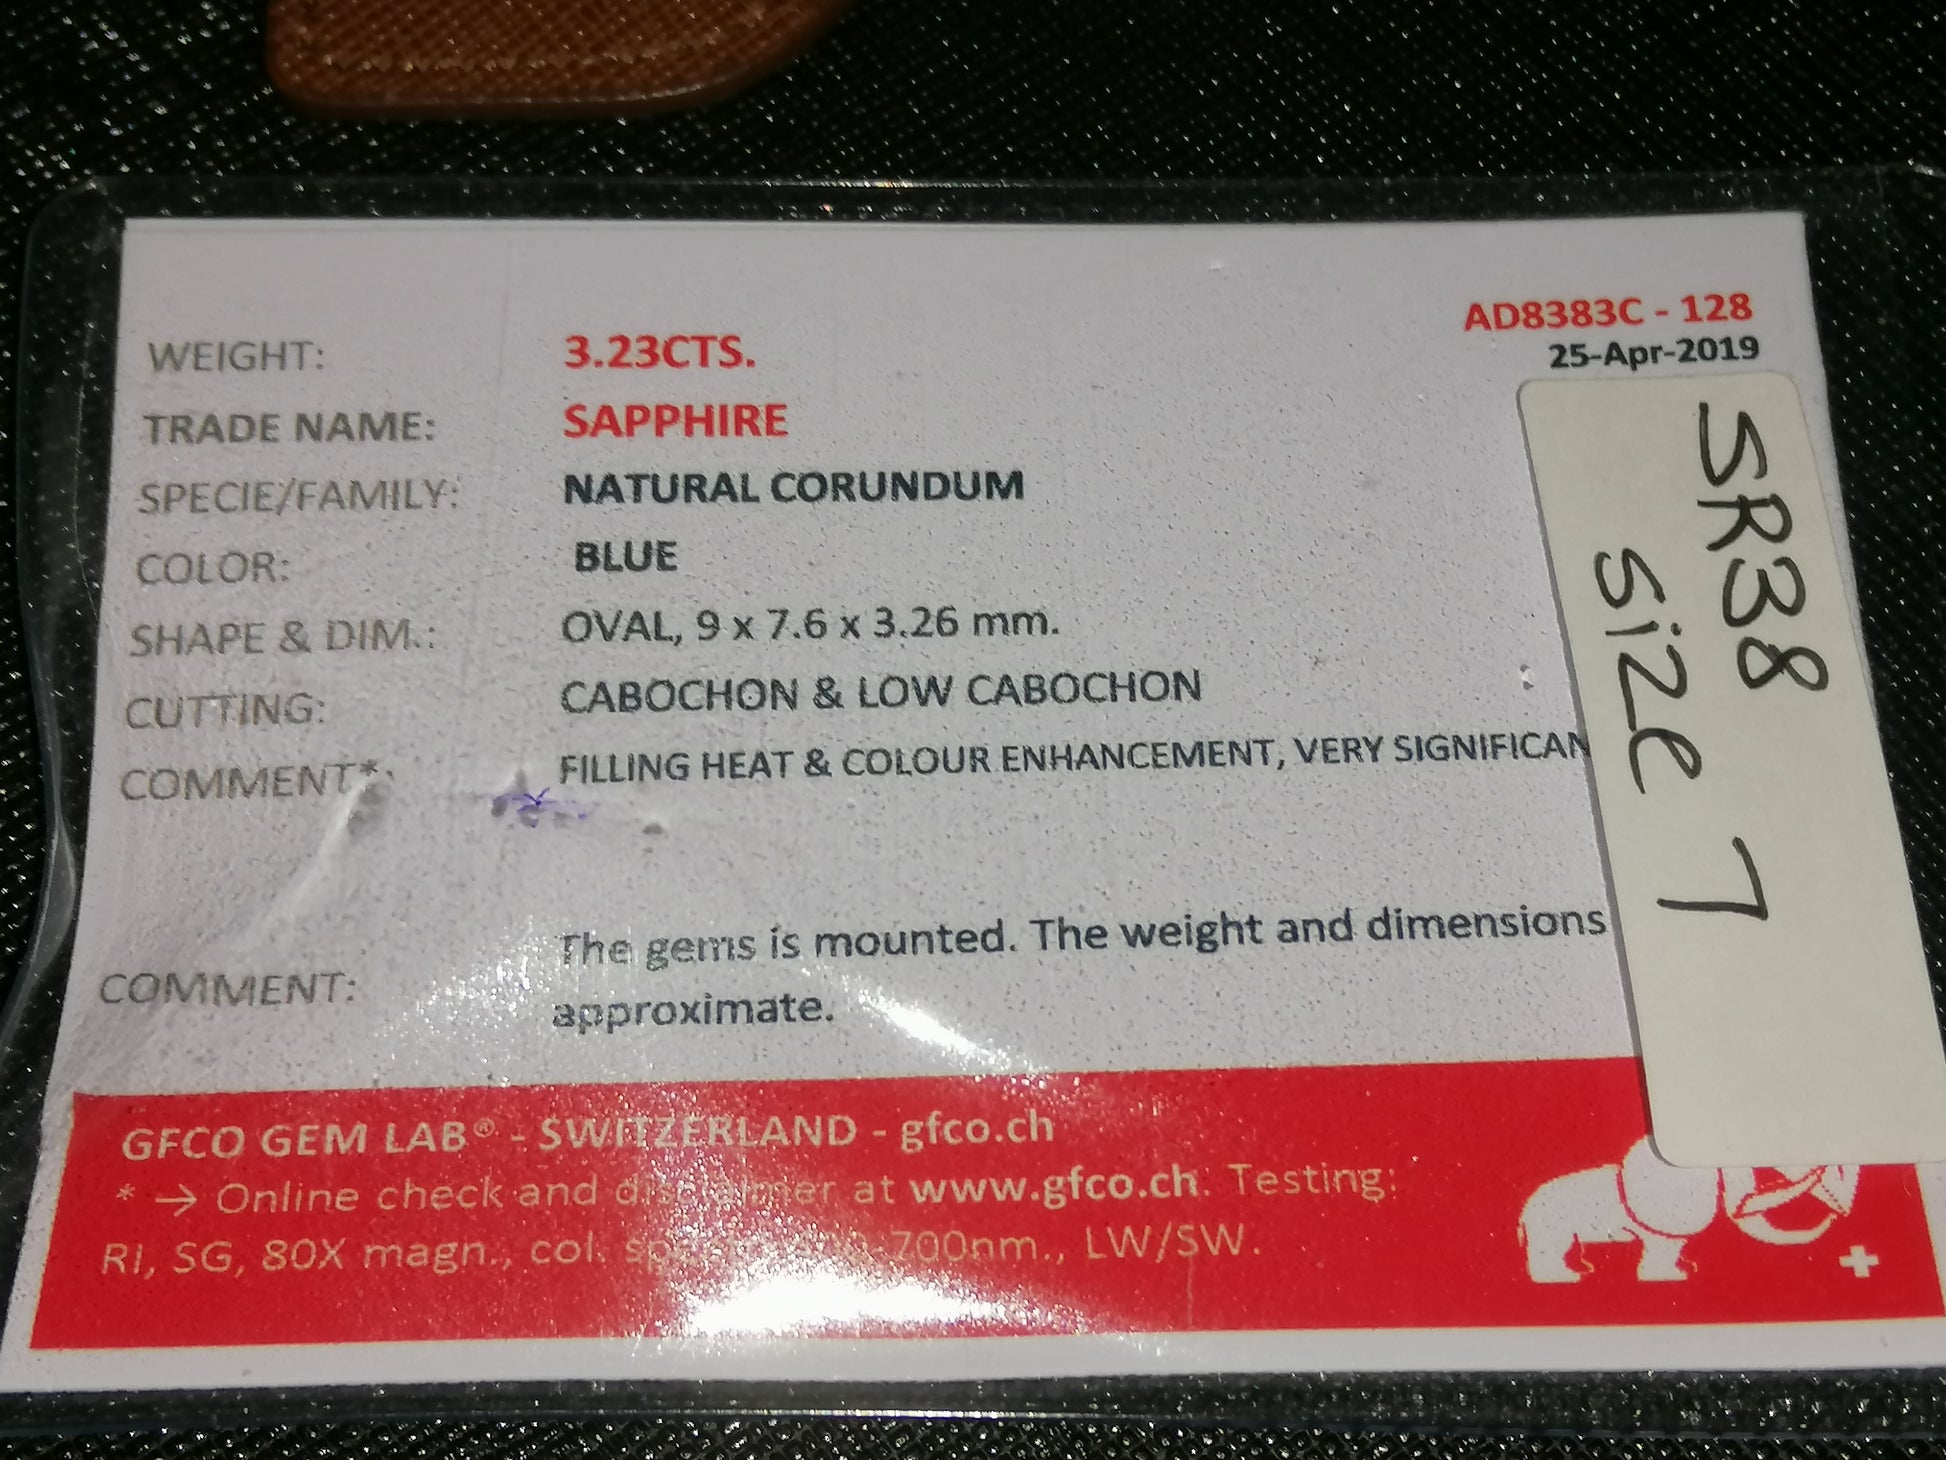 AD8383C - 128
25-Apr-2019
WEIGHT: 3.23CTS.
TRADE NAME: SAPPHIRE
SPECIE/FAMILY: NATURAL CORUNDUM
COLOR: BLUE
SHAPE & DIM.: OVAL, 9 x 7.6 x 3.26 mm.
CUTTING: CABOCHON & LOW CABOCHON
COMMENT*: FILLING HEAT & COLOUR ENHANCEMENT, VERY SIGNIFICAN
COMMENT: The gems is mounted. The weight and dimensions
approximate.
SR38
Size 7
GFCO GEM LAB® - SWITZERLAND - gfco.ch
* → Online check and disclaimer at www.gfco.ch. Testing:
RI, SG, 80X magn., col. 700nm., LW/SW.